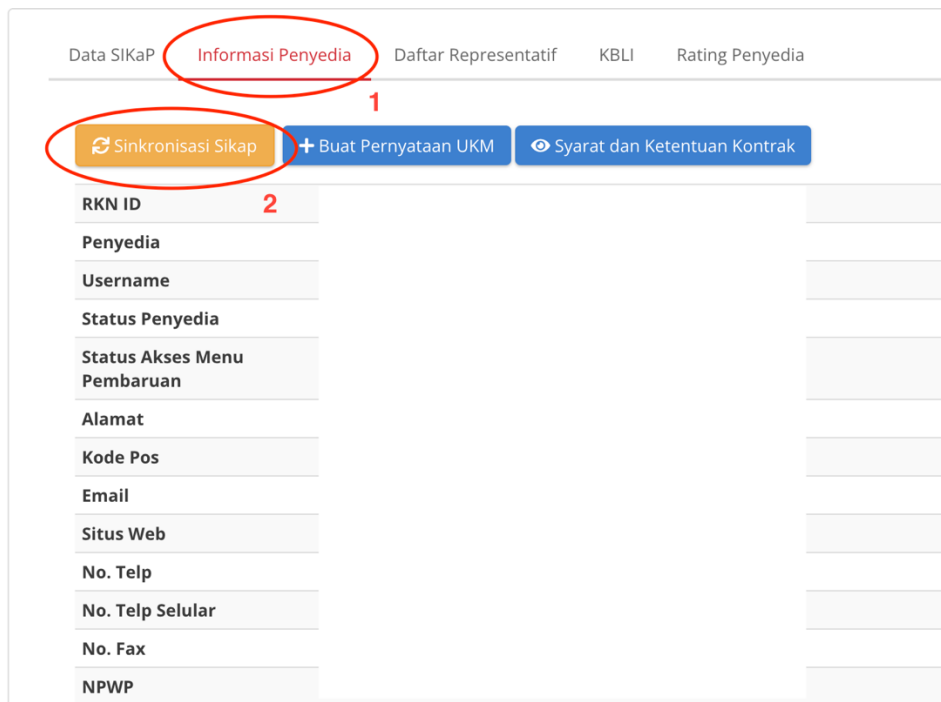 Data SIKaP Informasi Penyedia Daftar Representatif KBLI Rating Penyedia
1
Sinkronisasi Sikap + Buat Pernyataan UKM Syarat dan Ketentuan Kontrak
RKN ID 2
Penyedia
Username
Status Penyedia
Status Akses Menu
Pembaruan
Alamat
Kode Pos
Email
Situs Web
No. Telp
No. Telp Selular
No. Fax
NPWP